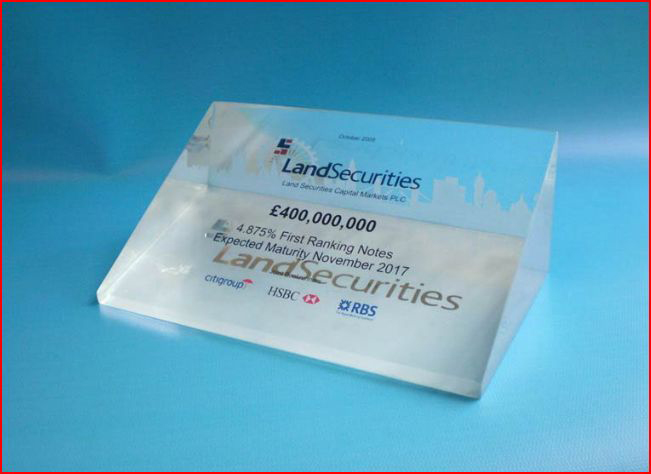 October 2009
LandSecurities
Land Securities Capital Markets PLC
£400,000,000
4.875% First Ranking Notes
Expected Maturity November 2017
LandSecurities
citigroup
HSBC
RBS